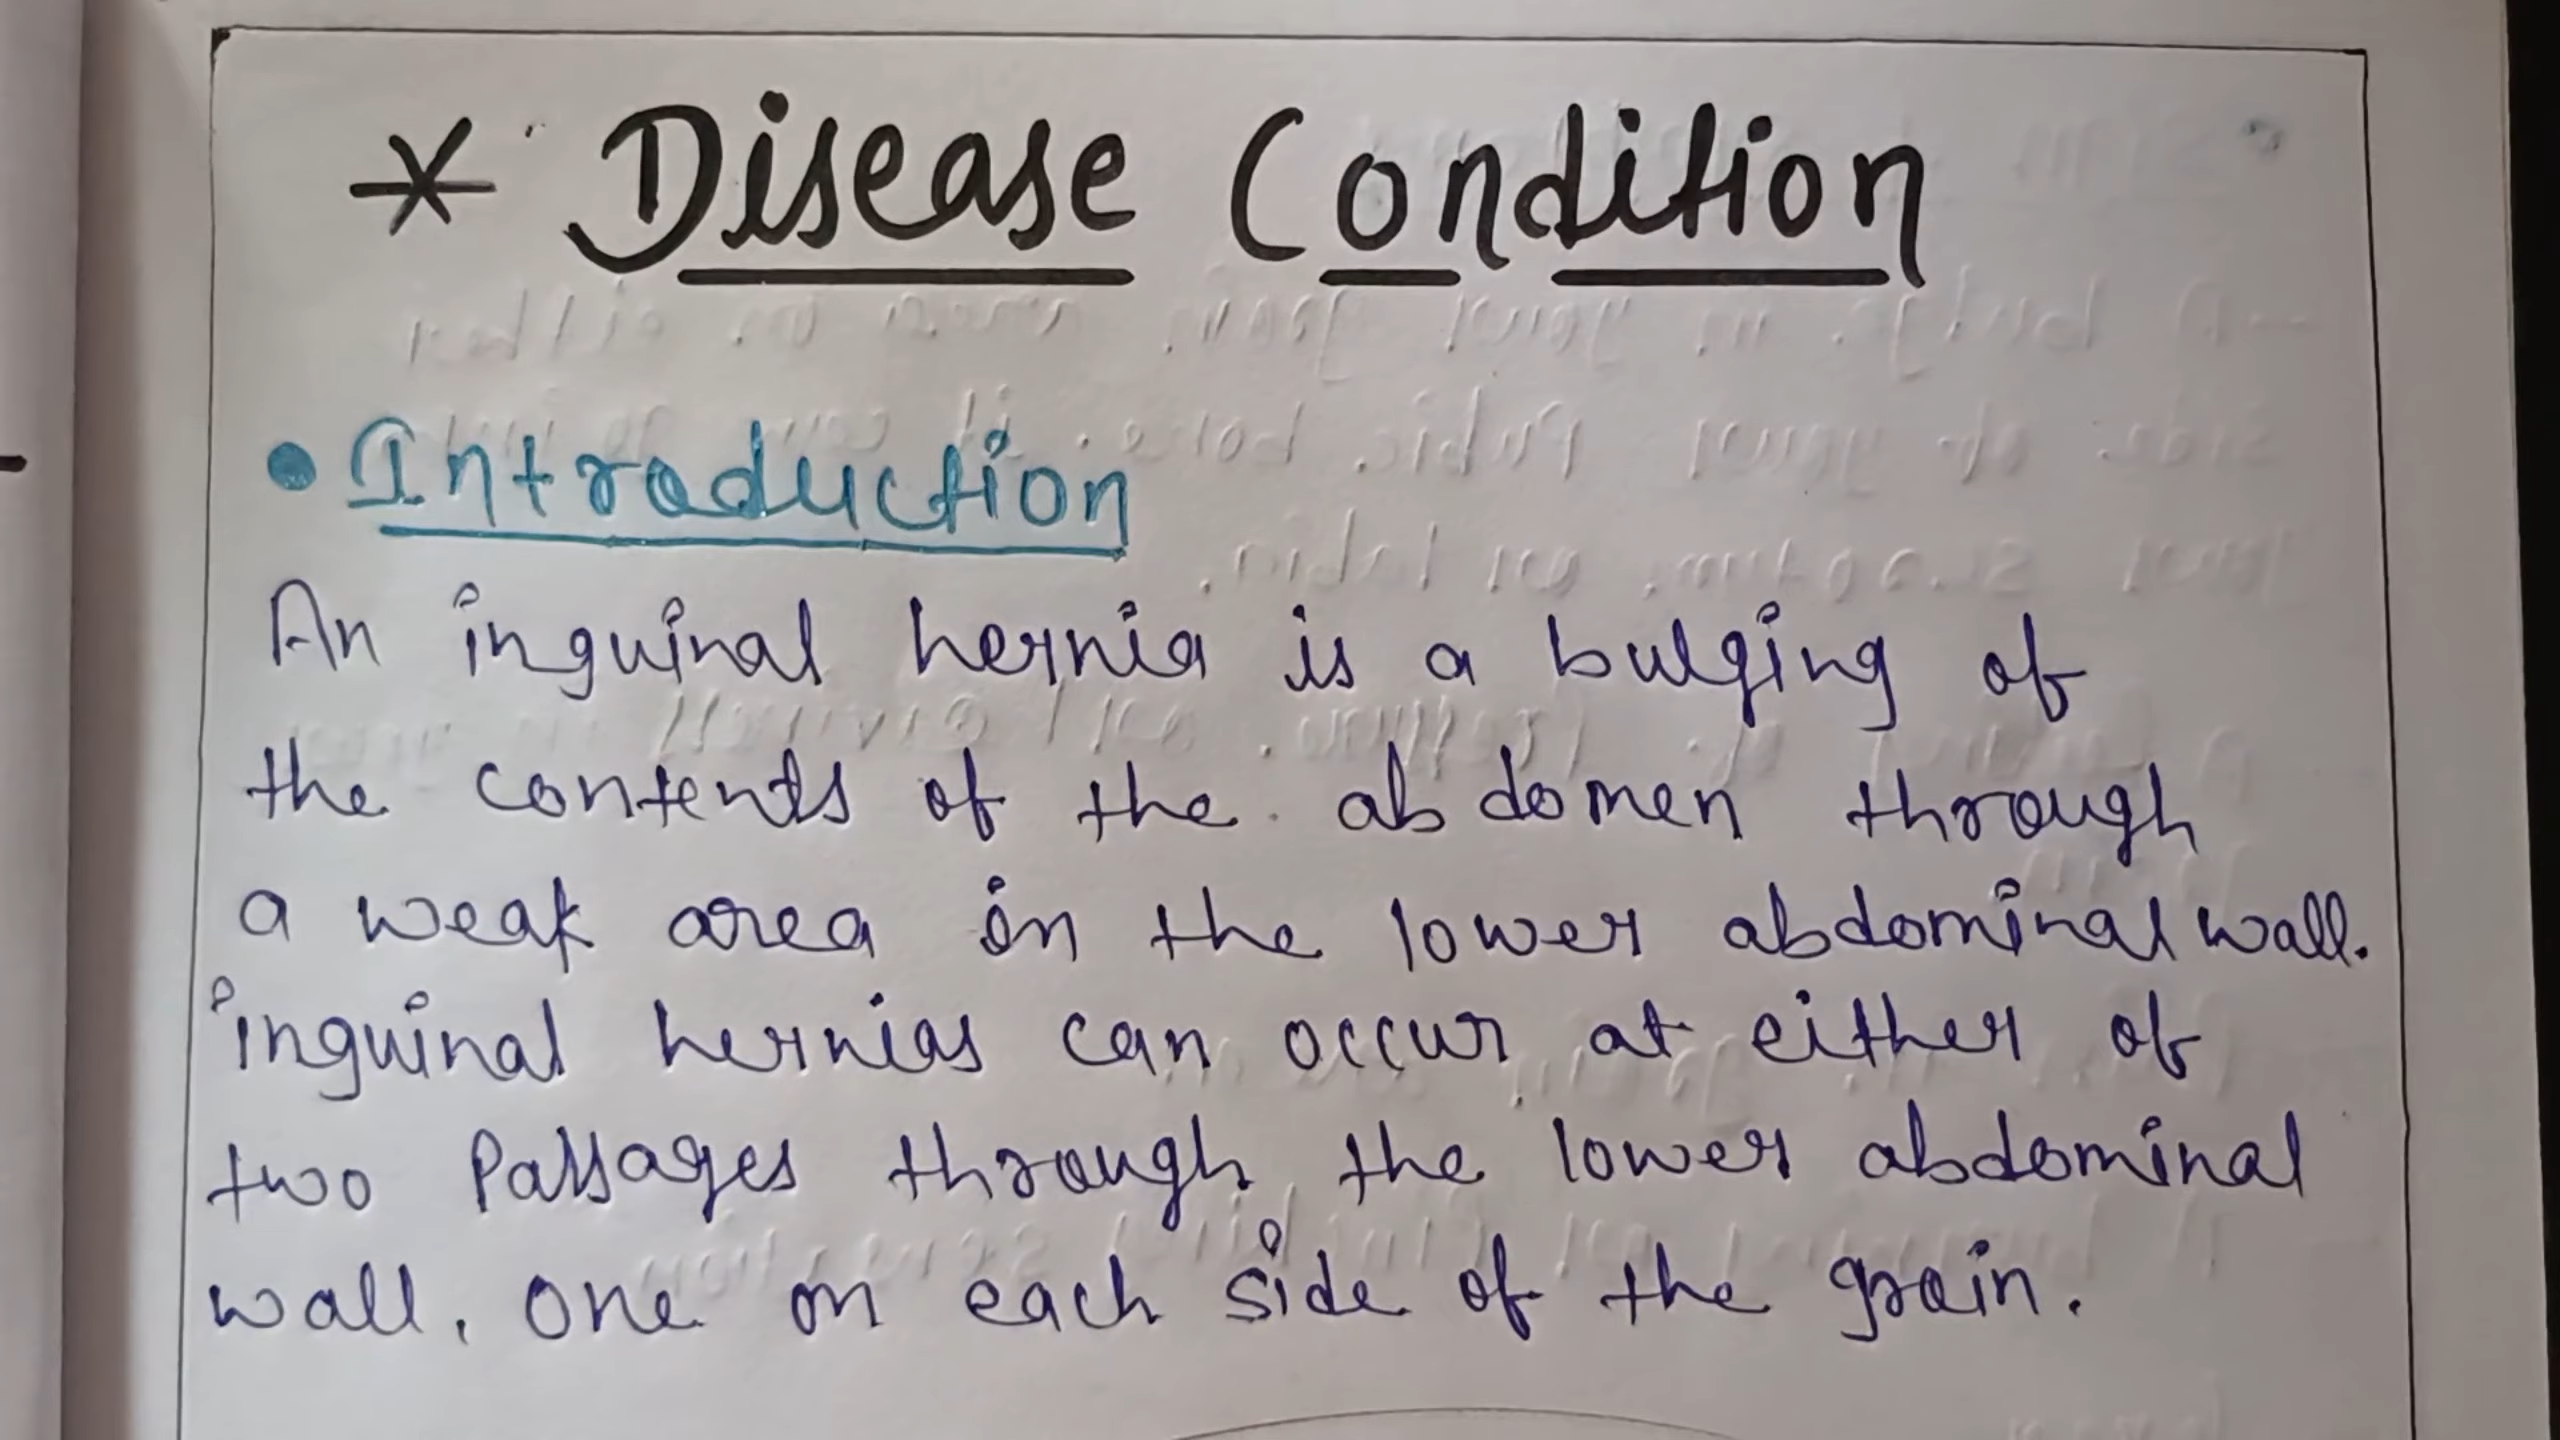 * Disease Condition
• Introduction
An inguinal hernia is a bulging of
the contents of the abdomen through
a weak area in the lower abdominal wall.
inguinal hernias can occur at either of
two Passages through the lower abdominal
wall, one on each side of the groin.